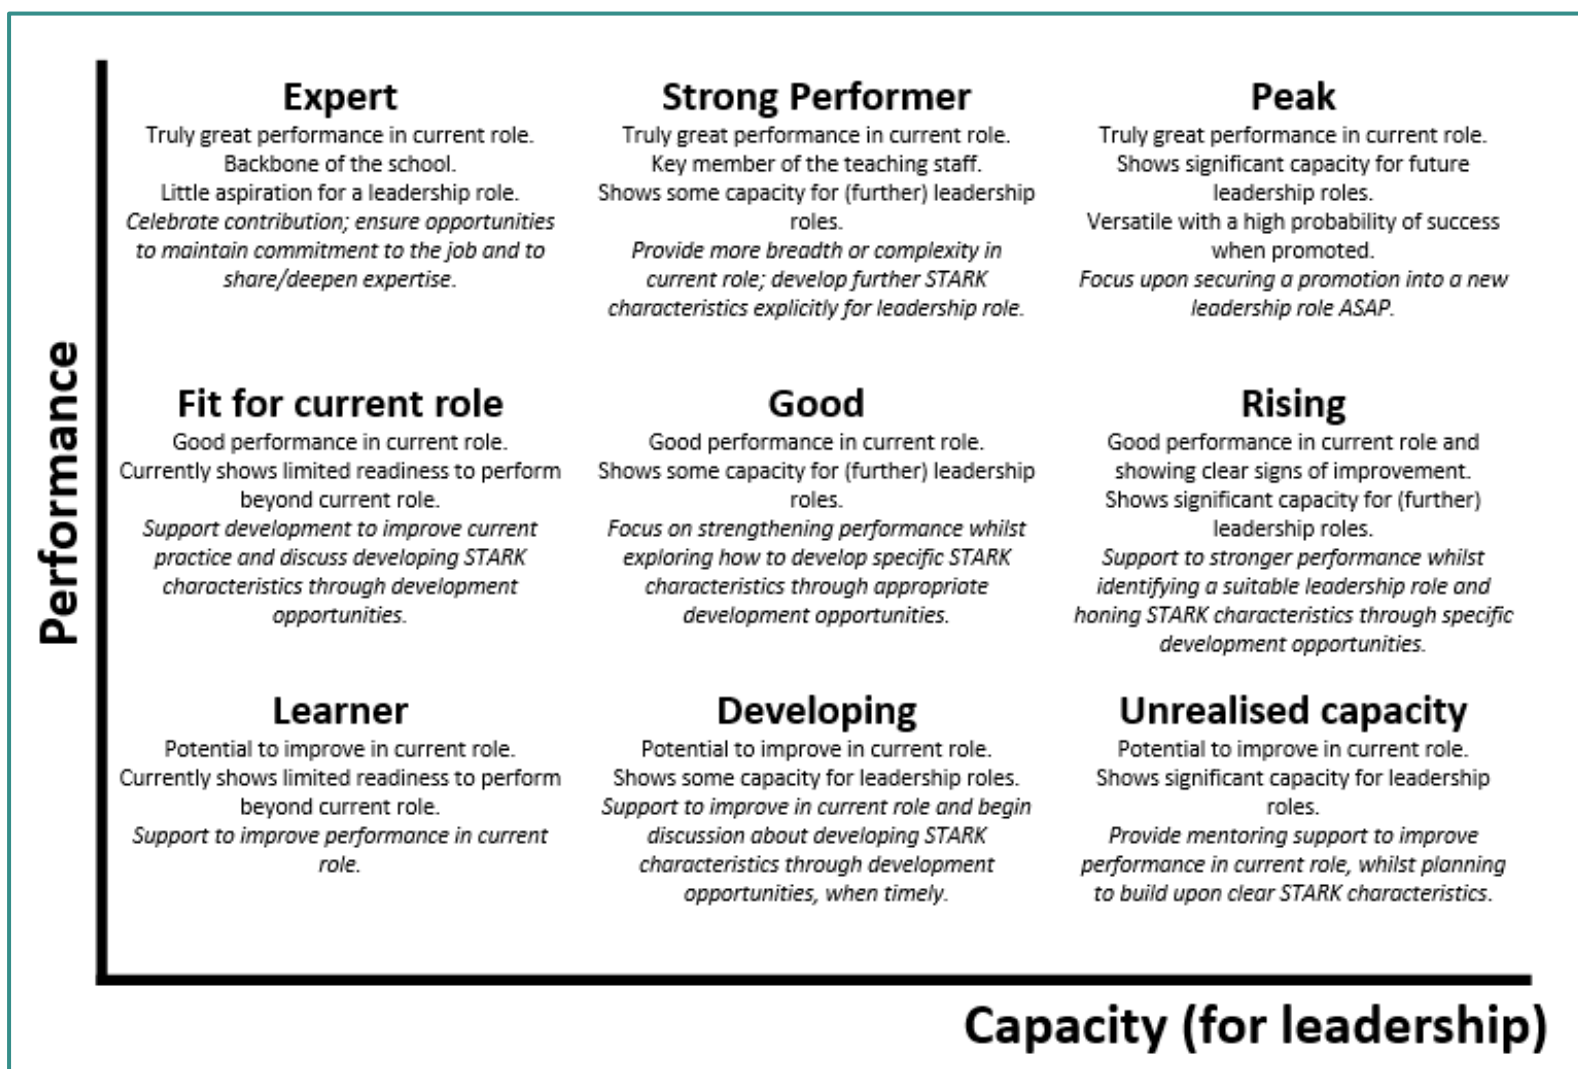 Performance
Expert
Truly great performance in current role.
Backbone of the school.
Little aspiration for a leadership role.
Celebrate contribution; ensure opportunities
to maintain commitment to the job and to
share/deepen expertise.
Strong Performer
Truly great performance in current role.
Key member of the teaching staff.
Shows some capacity for (further) leadership
roles.
Provide more breadth or complexity in
current role; develop further STARK
characteristics explicitly for leadership role.
Peak
Truly great performance in current role.
Shows significant capacity for future
leadership roles.
Versatile with a high probability of success
when promoted.
Focus upon securing a promotion into a new
leadership role ASAP.
Fit for current role
Good performance in current role.
Currently shows limited readiness to perform
beyond current role.
Support development to improve current
practice and discuss developing STARK
characteristics through development
opportunities.
Good
Good performance in current role.
Shows some capacity for (further) leadership
roles.
Focus on strengthening performance whilst
exploring how to develop specific STARK
characteristics through appropriate
development opportunities.
Rising
Good performance in current role and
showing clear signs of improvement.
Shows significant capacity for (further)
leadership roles.
Support to stronger performance whilst
identifying a suitable leadership role and
honing STARK characteristics through specific
development opportunities.
Learner
Potential to improve in current role.
Currently shows limited readiness to perform
beyond current role.
Support to improve performance in current
role.
Developing
Potential to improve in current role.
Shows some capacity for leadership roles.
Support to improve in current role and begin
discussion about developing STARK
characteristics through development
opportunities, when timely.
Unrealised capacity
Potential to improve in current role.
Shows significant capacity for leadership
roles.
Provide mentoring support to improve
performance in current role, whilst planning
to build upon clear STARK characteristics.
Capacity (for leadership)